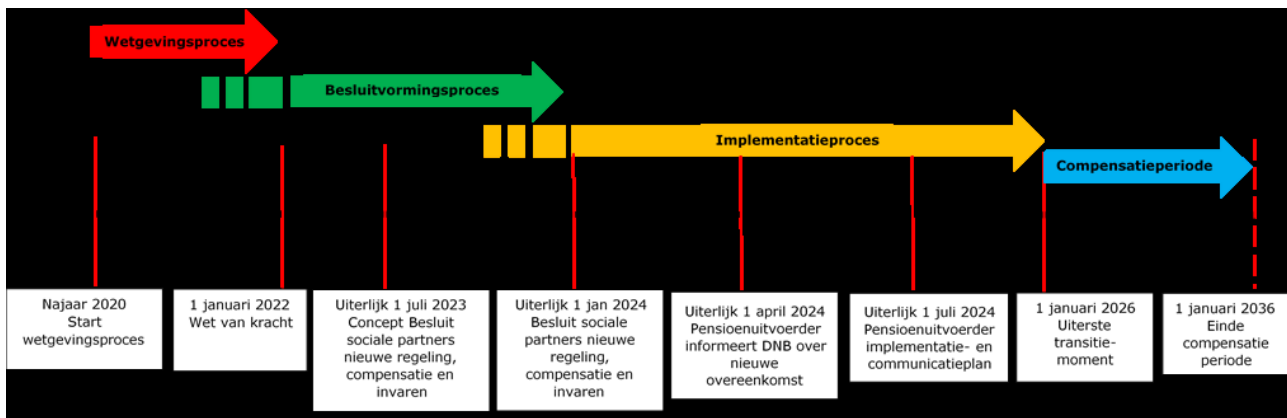 Wetgevingsproces
Besluitvormingsproces
Implementatieproces
Compensatieperiode
Najaar 2020
Start
wetgevingsproces
1 januari 2022
Wet van kracht
Uiterlijk 1 juli 2023
Concept Besluit
sociale partners
nieuwe regeling,
compensatie en
invaren
Uiterlijk 1 jan 2024
Besluit sociale
partners nieuwe
regeling,
compensatie en
invaren
Uiterlijk 1 april 2024
Pensioenuitvoerder
informeert DNB over
nieuwe
overeenkomst
Uiterlijk 1 juli 2024
Pensioenuitvoerder
implementatie- en
communicatieplan
1 januari 2026
Uiterste
transitie-
moment
1 januari 2036
Einde
compensatie
periode